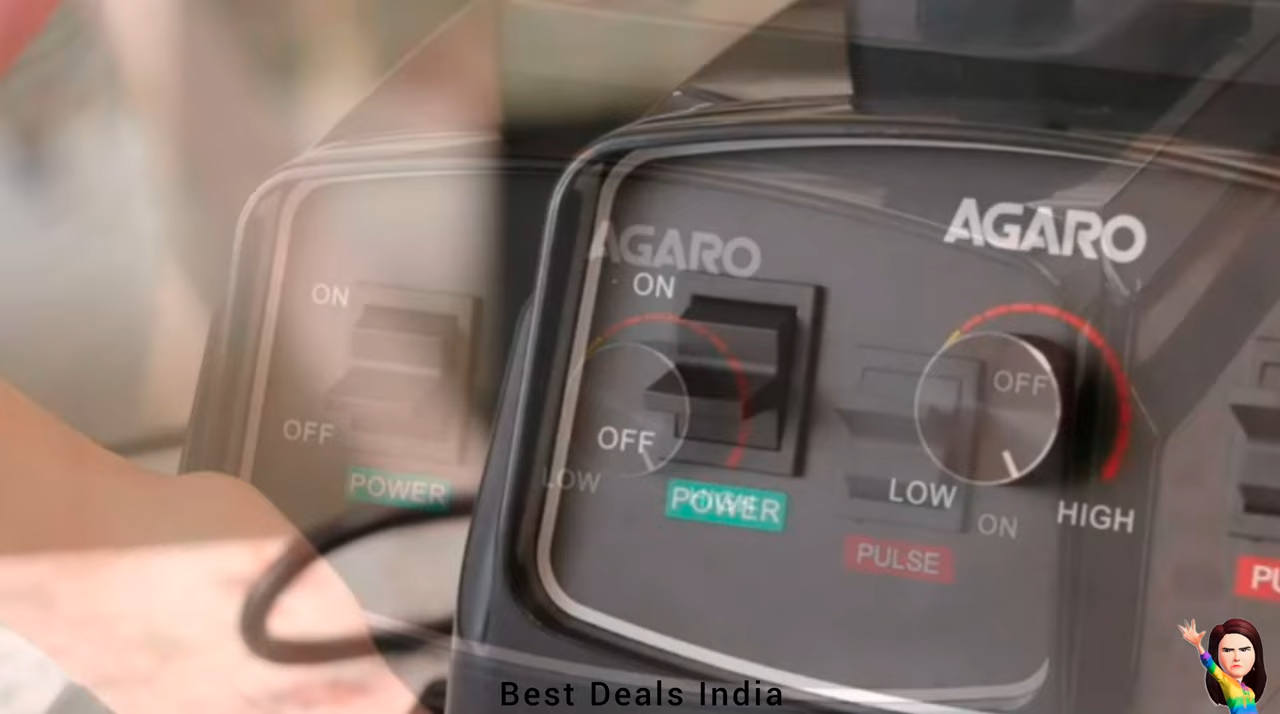 AGARO
AGARO
ON
ON
OFF
OFF
OFF
LOW
LOW
HIGH
ON
POWER
POWER
PULSE
Best Deals India